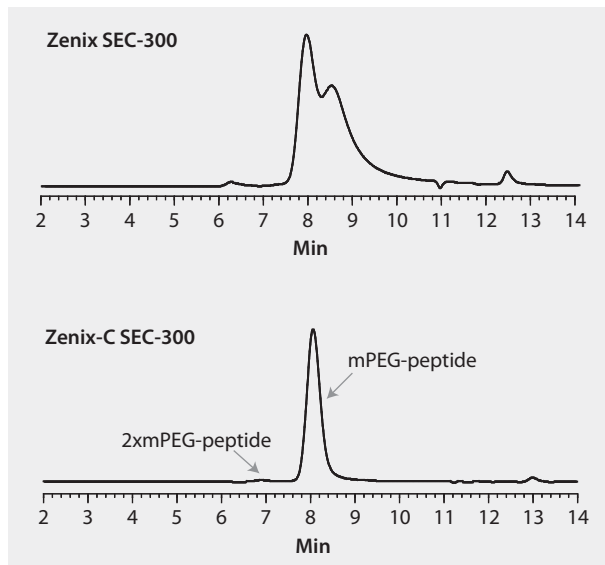 Zenix SEC-300
2 3 4 5 6 7 8 9 10 11 12 13 14
Min
Zenix-C SEC-300
mPEG-peptide
2xmPEG-peptide
2 3 4 5 6 7 8 9 10 11 12 13 14
Min